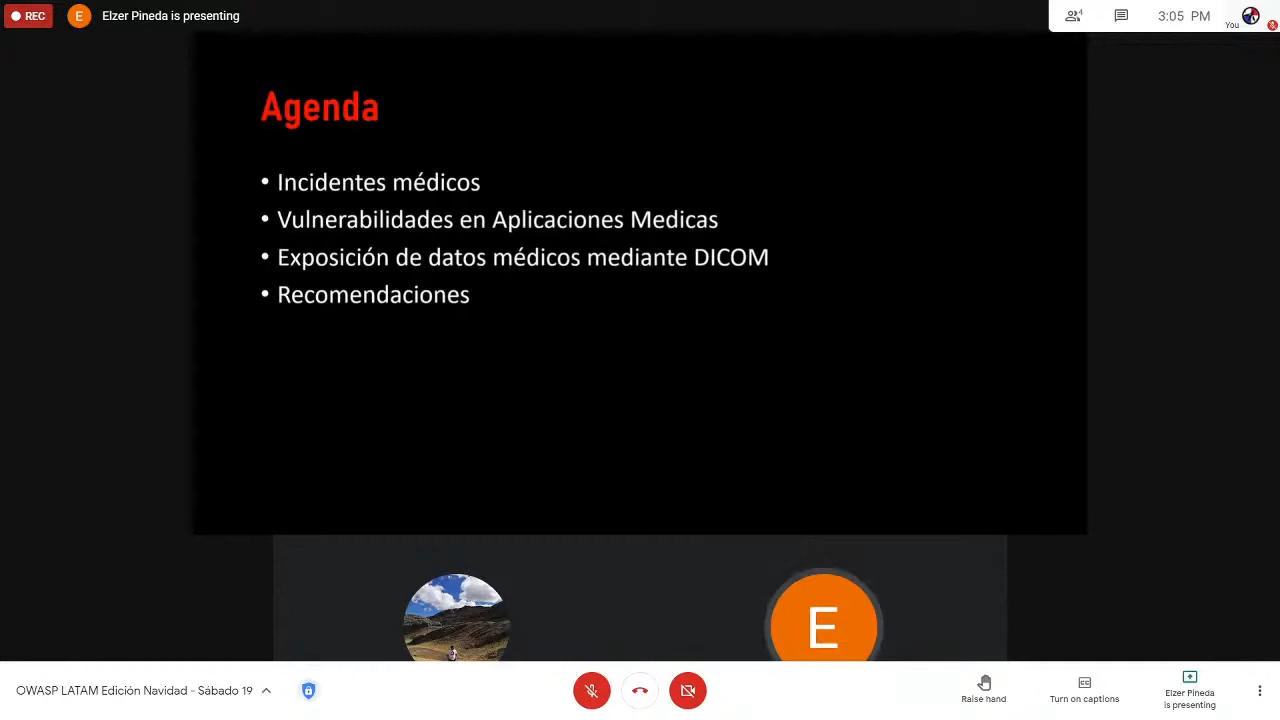 REC
E
Elzer Pineda is presenting
4
3:05 PM
You
Agenda
• Incidentes médicos
• Vulnerabilidades en Aplicaciones Medicas
• Exposición de datos médicos mediante DICOM
• Recomendaciones
E
OWASP LATAM Edición Navidad - Sábado 19
Raise hand
Turn on captions
Elzer Pineda
is presenting